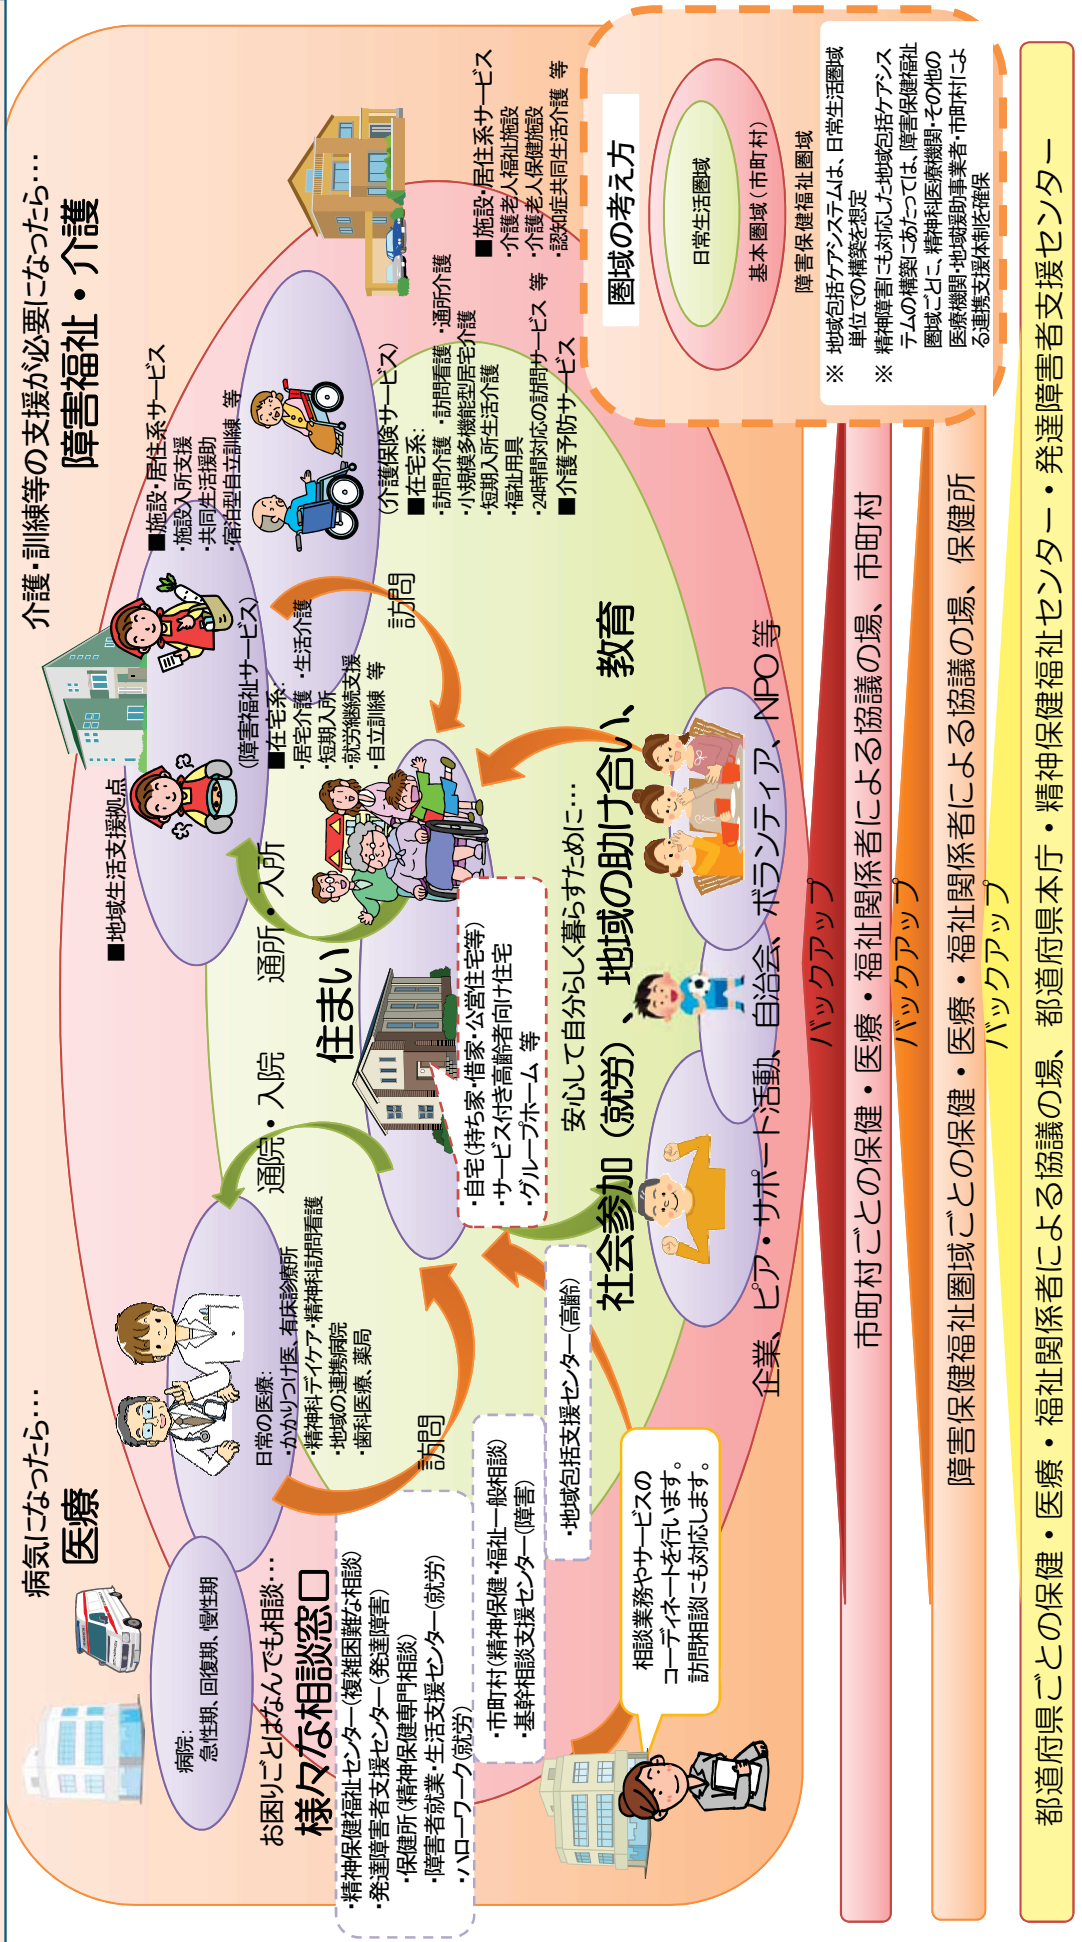 病気になったら…
医療
病院:
急性期、回復期、慢性期
日常の医療:
・かかりつけ医、有床診療所
・精神科デイケア・精神科訪問看護
・地域の連携病院
・歯科医療、薬局
通院・入院
訪問
介護・訓練等の支援が必要になったら…
障害福祉・介護
■地域生活支援拠点
■施設・居住系サービス
・施設入所支援
・共同生活援助
・宿泊型自立訓練 等
(障害福祉サービス)
■在宅系:
・居宅介護 ・生活介護
・短期入所
・就労継続支援
・自立訓練 等
通所・入所
訪問
(介護保険サービス)
■在宅系:
・訪問介護 ・訪問看護 ・通所介護
・小規模多機能型居宅介護
・短期入所生活介護
・福祉用具
・24時間対応の訪問サービス 等
■介護予防サービス
■施設・居住系サービス
・介護老人福祉施設
・介護老人保健施設
・認知症共同生活介護 等
住まい
・自宅(持ち家・借家・公営住宅等)
・サービス付き高齢者向け住宅
・グループホーム 等
お困りごとはなんでも相談…
様々な相談窓口
・精神保健福祉センター(複雑困難な相談)
・発達障害者支援センター(発達障害)
・保健所(精神保健専門相談)
・障害者就業・生活支援センター(就労)
・ハローワーク(就労)
・市町村(精神保健・福祉一般相談)
・基幹相談支援センター(障害)
・地域包括支援センター(高齢)
相談業務やサービスの
コーディネートを行います。
訪問相談にも対応します。
安心して自分らしく暮らすために…
社会参加(就労)、地域の助け合い、教育
企業、ピア・サポート活動、自治会、ボランティア、NPO等
圏域の考え方
日常生活圏域
基本圏域(市町村)
障害保健福祉圏域
※ 地域包括ケアシステムは、日常生活圏域
単位での構築を想定
※ 精神障害にも対応した地域包括ケアシス
テムの構築にあたっては、障害保健福祉
圏域ごとに、精神科医療機関・その他の
医療機関・地域援助事業者・市町村によ
る連携支援体制を確保
バックアップ
市町村ごとの保健・医療・福祉関係者による協議の場、市町村
バックアップ
障害保健福祉圏域ごとの保健・医療・福祉関係者による協議の場、保健所
バックアップ
都道府県ごとの保健・医療・福祉関係者による協議の場、都道府県本庁・精神保健福祉センター・発達障害者支援センター